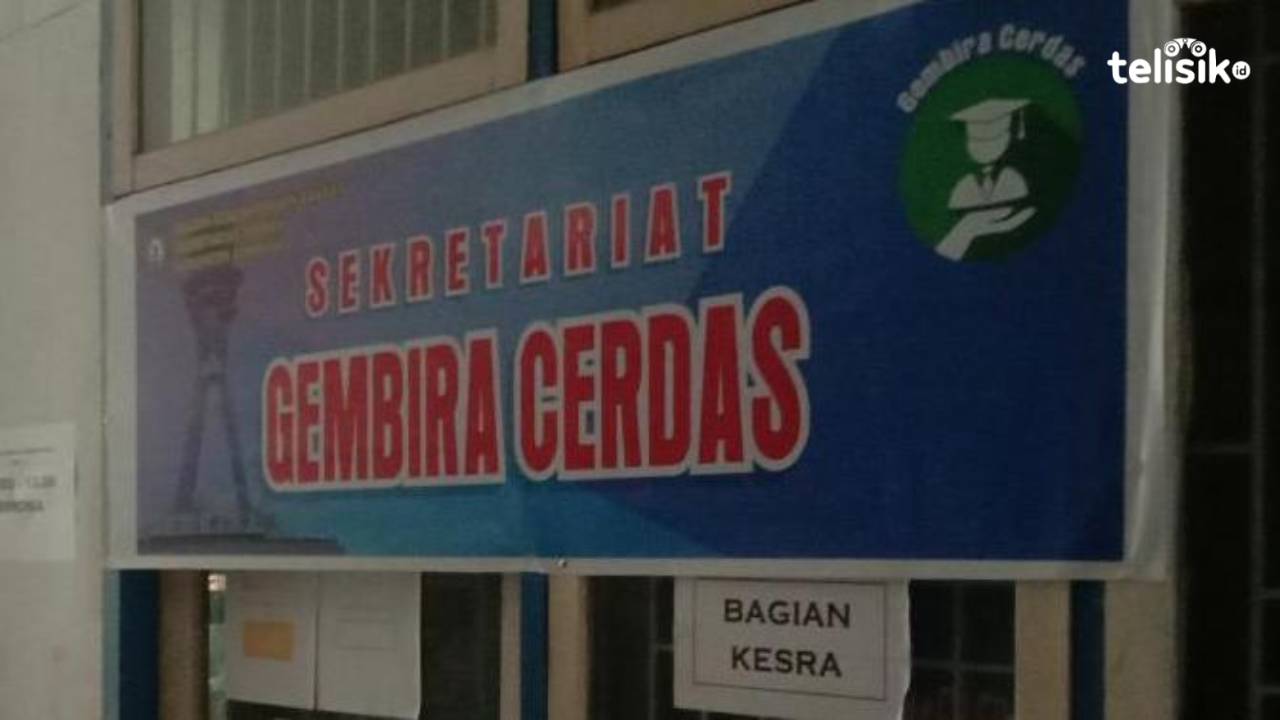 telisik.id
Gembira Cerdas
SEKRETARIAT
GEMBIRA CERDAS
BAGIAN
KESRA